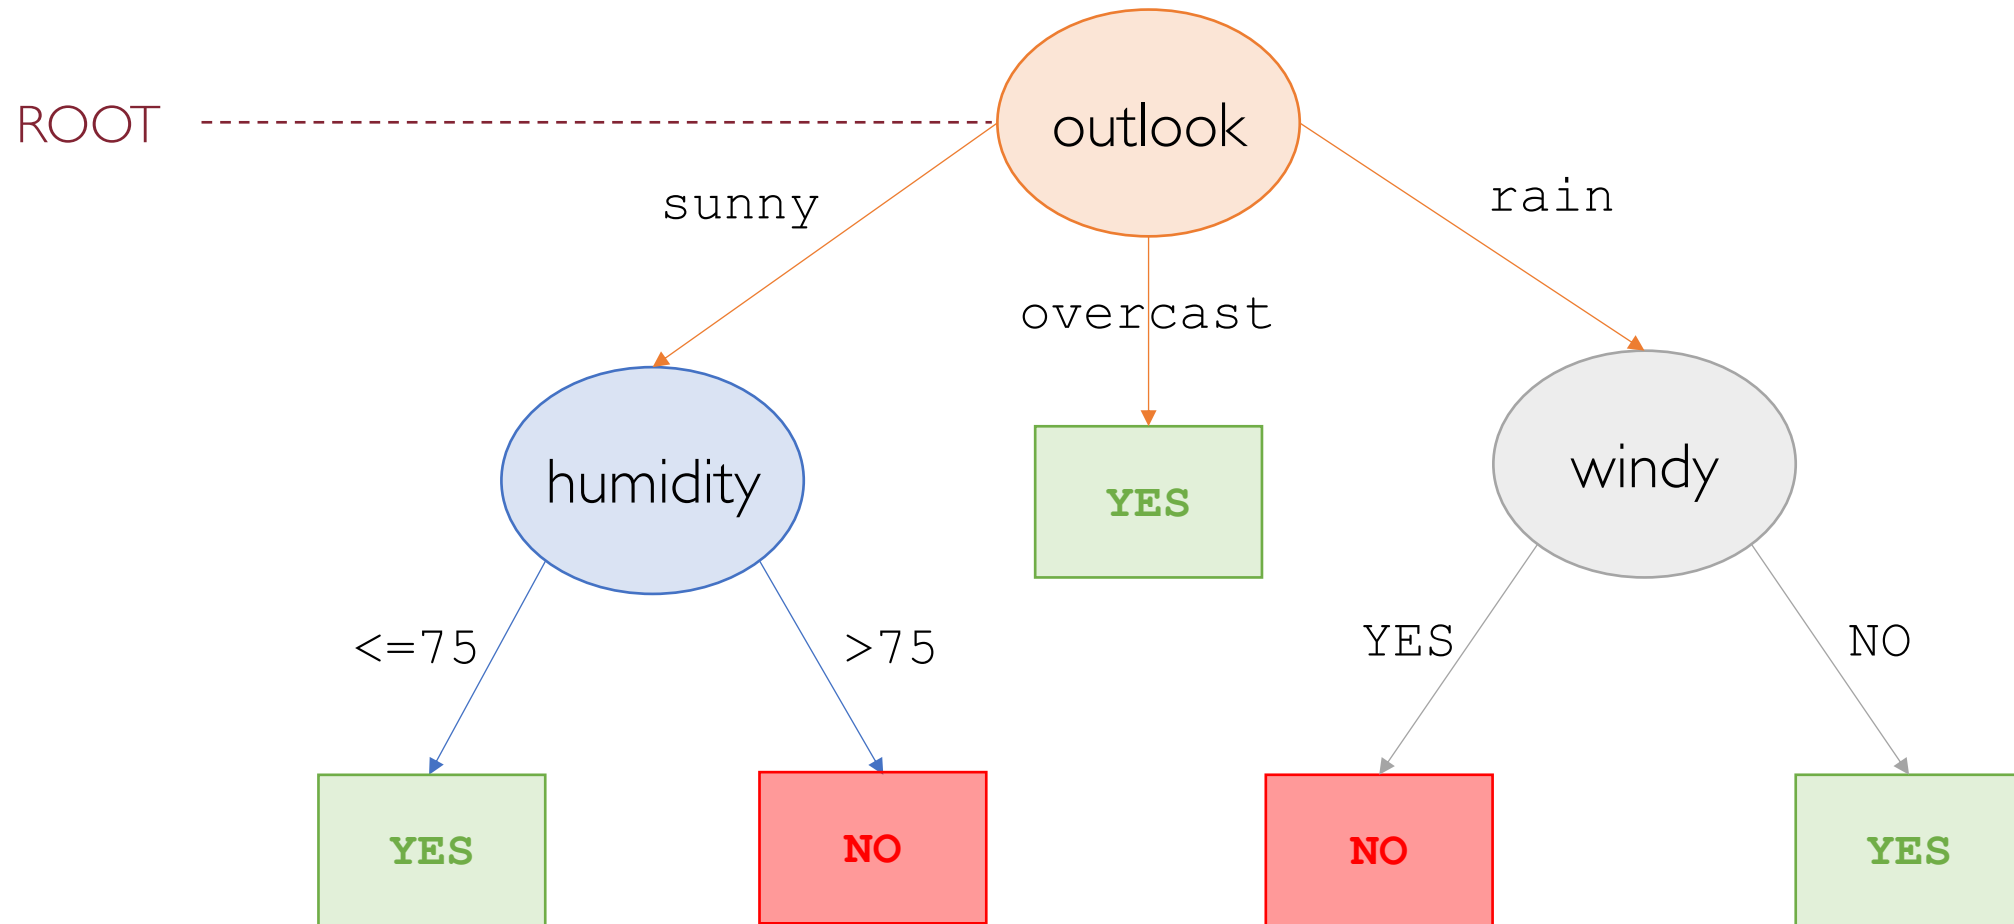 ROOT
outlook
sunny
rain
overcast
humidity
YES
windy
<=75
>75
YES
NO
YES
NO
NO
YES